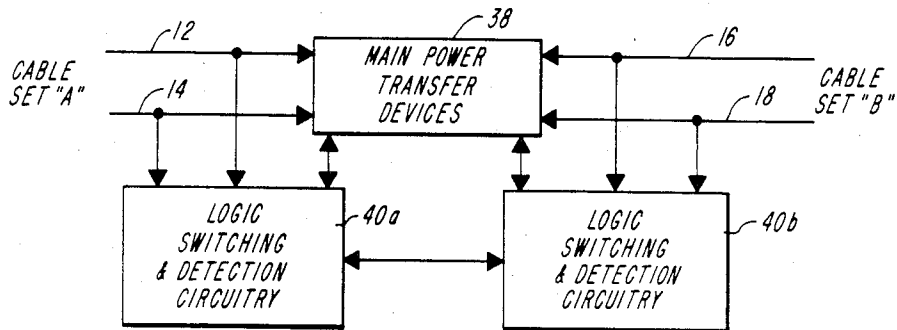 12
38
16
CABLE
SET "A"
14
MAIN POWER
TRANSFER
DEVICES
18
CABLE
SET "B"
LOGIC
SWITCHING
& DETECTION
CIRCUITRY
40a
LOGIC
SWITCHING
& DETECTION
CIRCUITRY
40b